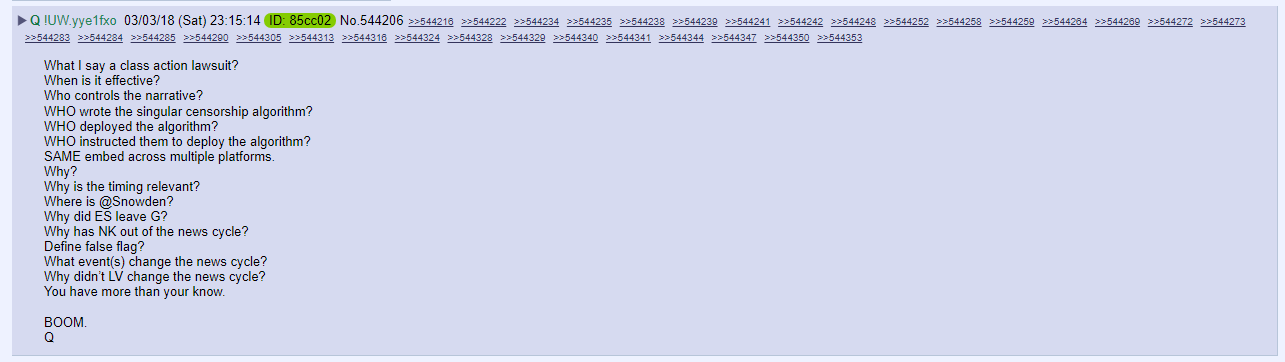 ▶ Q !UW.yye1fxo 03/03/18 (Sat) 23:15:14 ID: 85cc02 No.544206 >>544216 >>544222 >>544234 >>544235 >>544238 >>544239 >>544241 >>544242 >>544248 >>544252 >>544258 >>544259 >>544264 >>544269 >>544272 >>544273
>>544283 >>544284 >>544285 >>544290 >>544305 >>544313 >>544316 >>544324 >>544328 >>544329 >>544340 >>544341 >>544344 >>544347 >>544350 >>544353
What I say a class action lawsuit?
When is it effective?
Who controls the narrative?
WHO wrote the singular censorship algorithm?
WHO deployed the algorithm?
WHO instructed them to deploy the algorithm?
SAME embed across multiple platforms.
Why?
Why is the timing relevant?
Where is @Snowden?
Why did ES leave G?
Why has NK out of the news cycle?
Define false flag?
What event(s) change the news cycle?
Why didn't LV change the news cycle?
You have more than your know.
BOOM.
Q